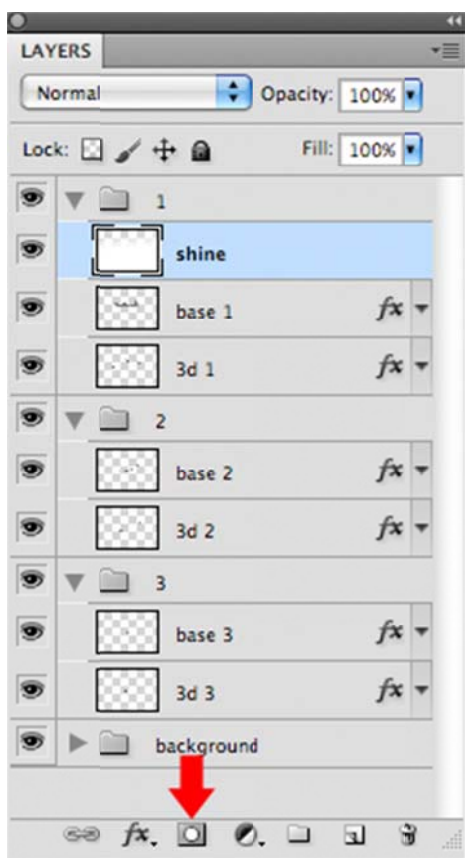 LAYERS
Normal Opacity: 100%
Lock: Fill: 100%
1
shine
base 1 fx
3d 1 fx
2
base 2 fx
3d 2 fx
3
base 3 fx
3d 3 fx
background
fx.